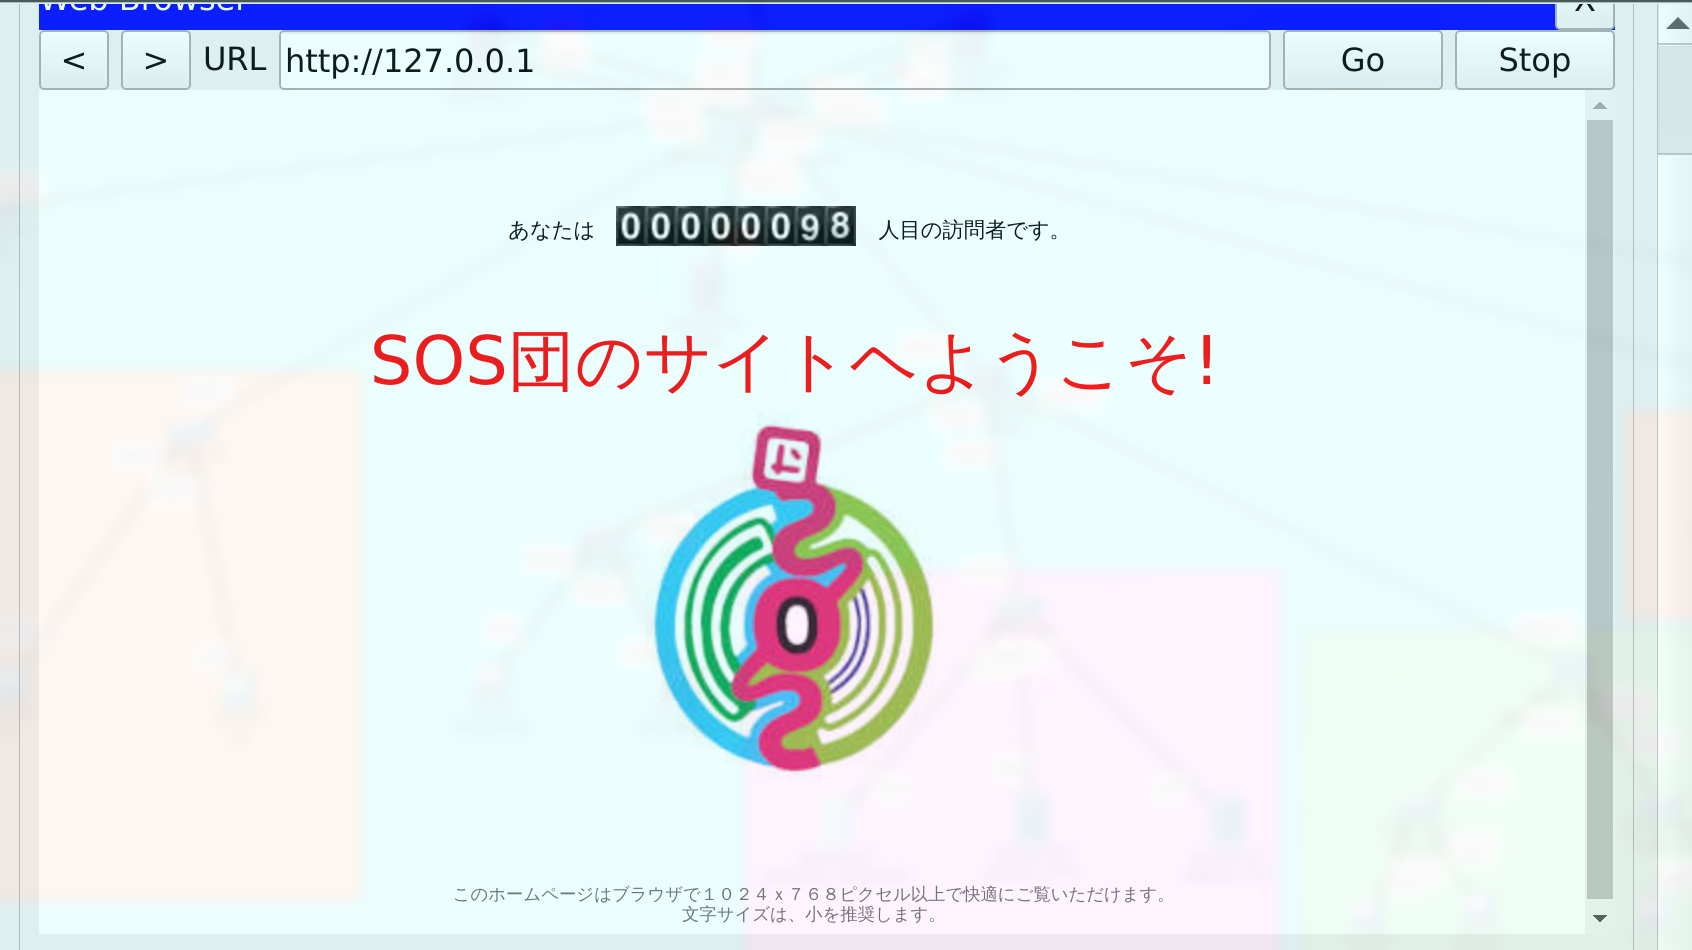 Web Browser
X
< > URL http://127.0.0.1 Go Stop
あなたは 00000098 人目の訪問者です。
SOS団のサイトへようこそ!
このホームページはブラウザで１０２４ｘ７６８ピクセル以上で快適にご覧いただけます。
文字サイズは、小を推奨します。